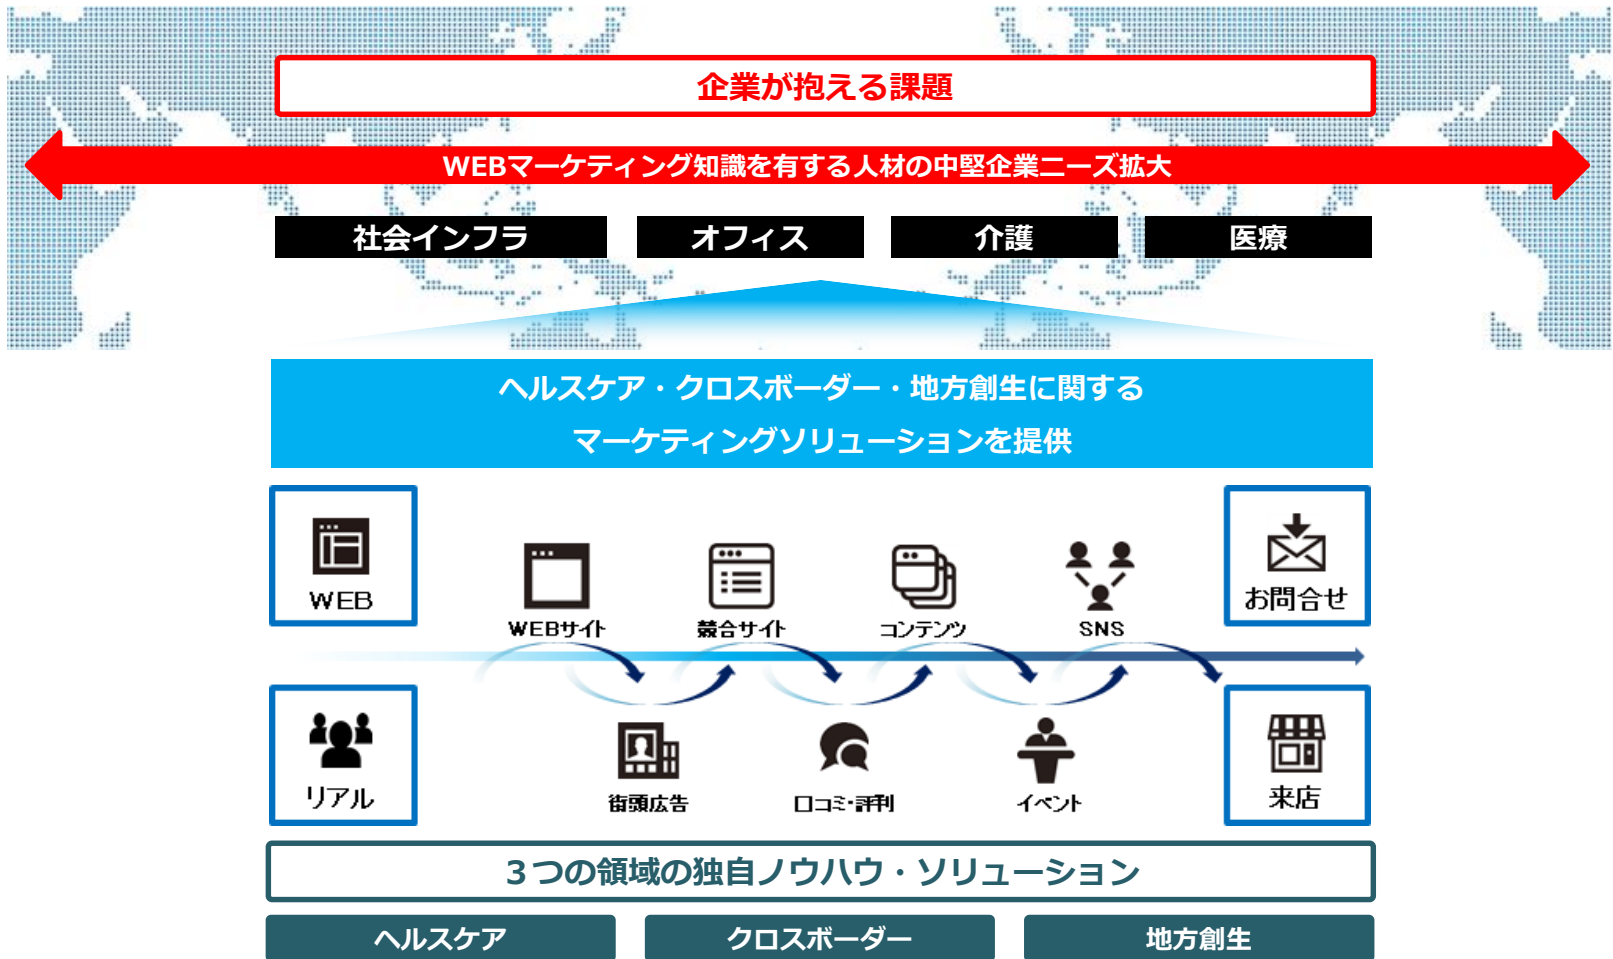 企業が抱える課題
WEBマーケティング知識を有する人材の中堅企業ニーズ拡大
社会インフラ
オフィス
介護
医療
ヘルスケア・クロスボーダー・地方創生に関する
マーケティングソリューションを提供
WEB
WEBサイト
競合サイト
コンテンツ
SNS
お問合せ
リアル
街頭広告
口コミ・評判
イベント
来店
３つの領域の独自ノウハウ・ソリューション
ヘルスケア
クロスボーダー
地方創生